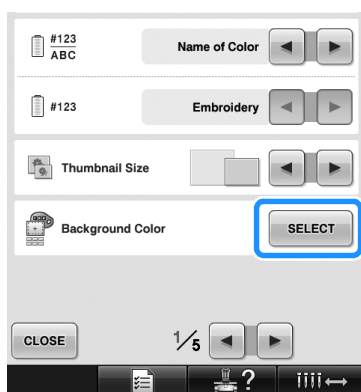 #123
ABC
Name of Color
#123
Embroidery
Thumbnail Size
Background Color
SELECT
CLOSE
1/5
?